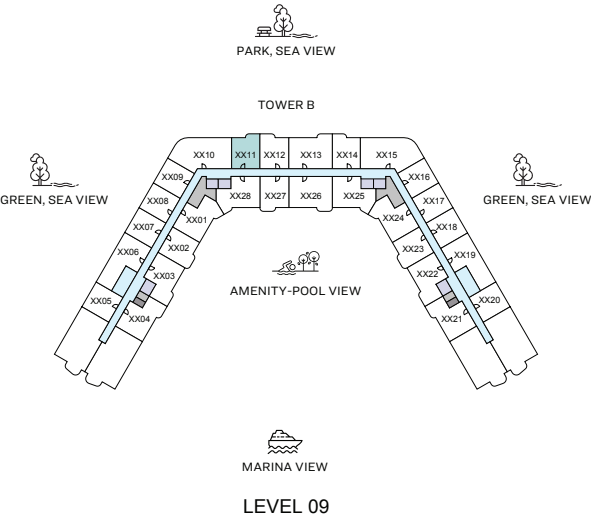 PARK, SEA VIEW
TOWER B
XX10
XX11
XX12
XX13
XX14
XX15
XX09
XX28
XX27
XX26
XX25
XX16
XX08
XX01
XX24
XX17
GREEN, SEA VIEW
GREEN, SEA VIEW
XX07
XX02
XX23
XX18
XX06
XX03
XX22
XX19
AMENITY-POOL VIEW
XX05
XX04
XX21
XX20
MARINA VIEW
LEVEL 09